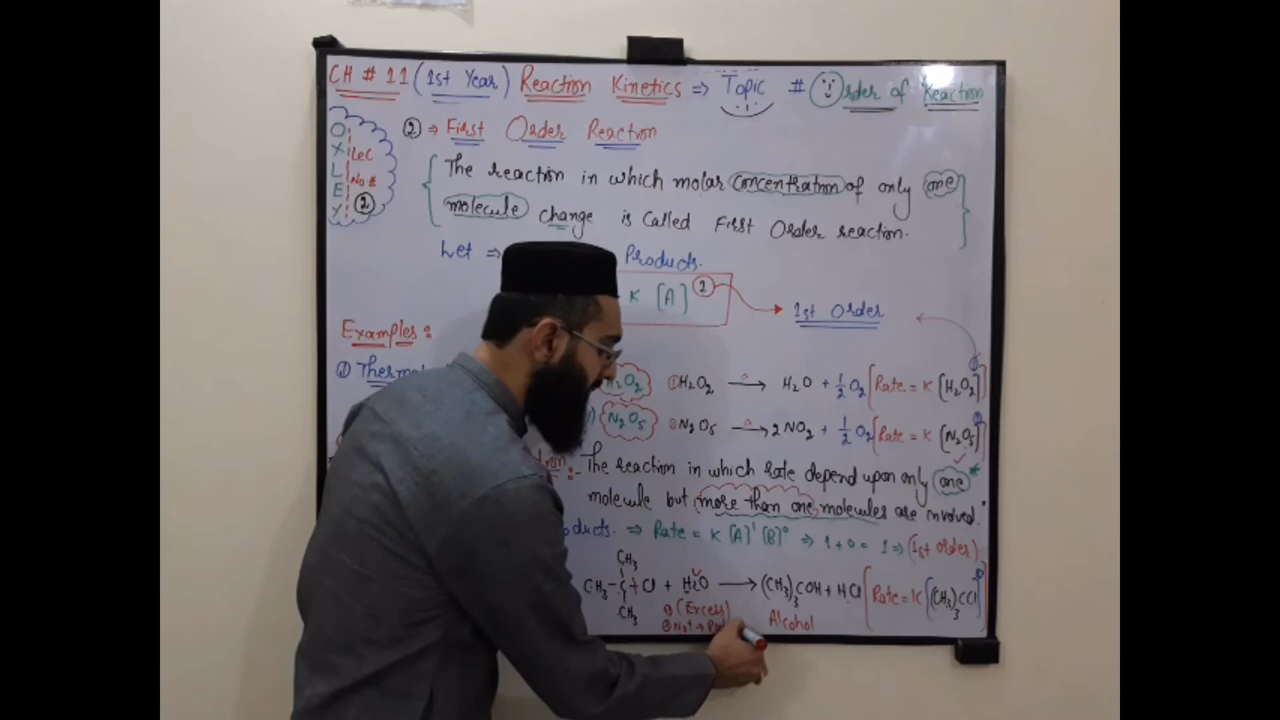 CH # 11 (1st Year) Reaction Kinetics ⇒ Topic # Order of Reaction
OXLEY Lec No# 2
② ⇒ First Order Reaction
The reaction in which molar concentration of only one
molecule change is called First Order reaction.
Let ⇒ Products.
K [A] 1st Order
Examples:
① H₂O₂ H₂O₂ → H₂O + 1/2 O₂ [Rate = K [H₂O₂]
N₂O₅ N₂O₅ → 2NO₂ + 1/2 O₂ [Rate = K [N₂O₅]
The reaction in which rate depend upon only one *
molecule but more than one molecules are involved."
⇒ Rate = K [A]¹ [B]⁰ ⇒ 1+0 = 1 ⇒ (1st order)
CH₃
CH₃-C+Cl + H₂O → (CH₃)₃COH + HCl [Rate = K [(CH₃)₃CCl]
CH₃ ① (Excess) Alcohol